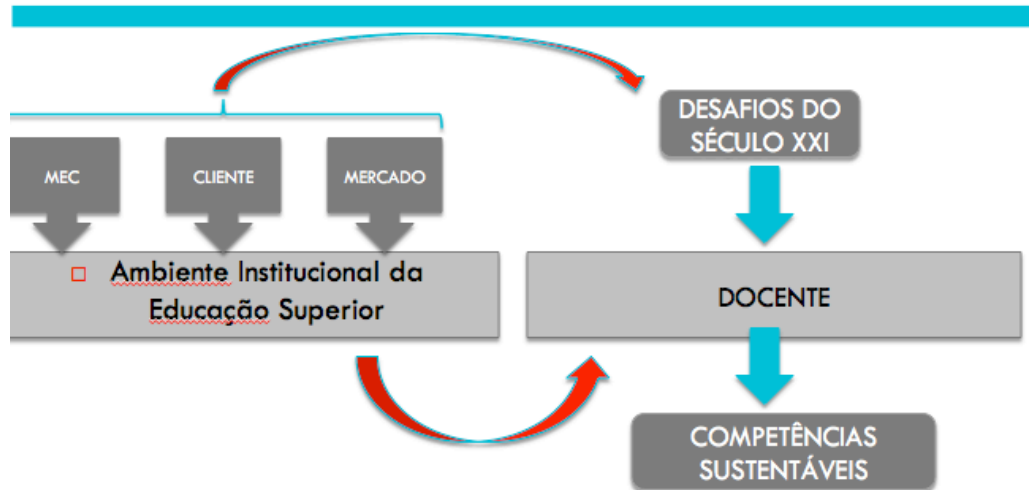 DESAFIOS DO
SÉCULO XXI
MEC
CLIENTE
MERCADO
Ambiente Institucional da
Educação Superior
DOCENTE
COMPETÊNCIAS
SUSTENTÁVEIS